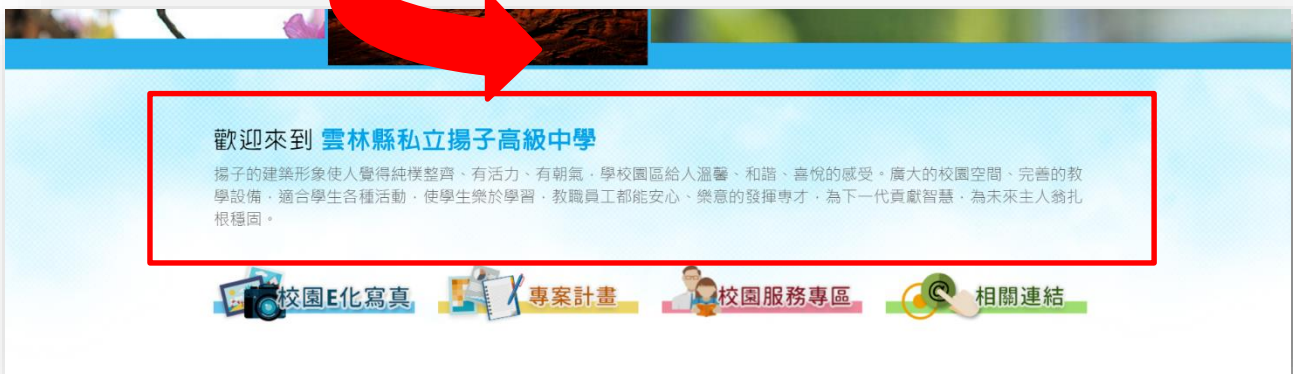 歡迎來到 雲林縣私立揚子高級中學
揚子的建築形象使人覺得純樸整齊、有活力、有朝氣，學校園區給人溫馨、和諧、喜悅的感受。廣大的校園空間、完善的教
學設備，適合學生各種活動，使學生樂於學習，教職員工都能安心、樂意的發揮專才，為下一代貢獻智慧，為未來主人翁扎
根穩固。
校園E化寫真 專案計畫 校園服務專區 相關連結